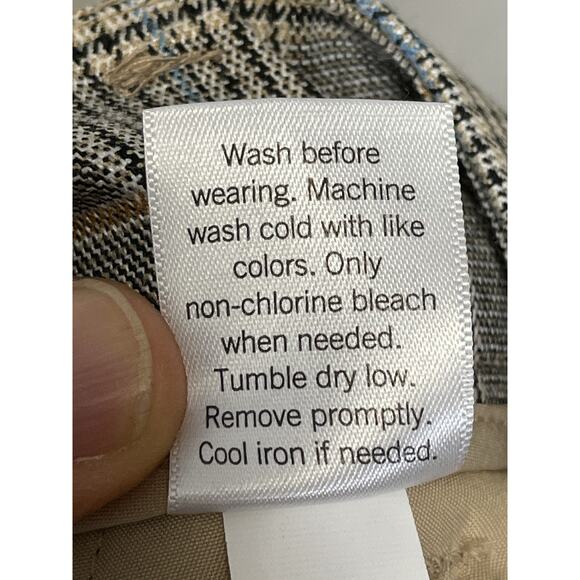 Wash before
wearing. Machine
wash cold with like
colors. Only
non-chlorine bleach
when needed.
Tumble dry low.
Remove promptly.
Cool iron if needed.